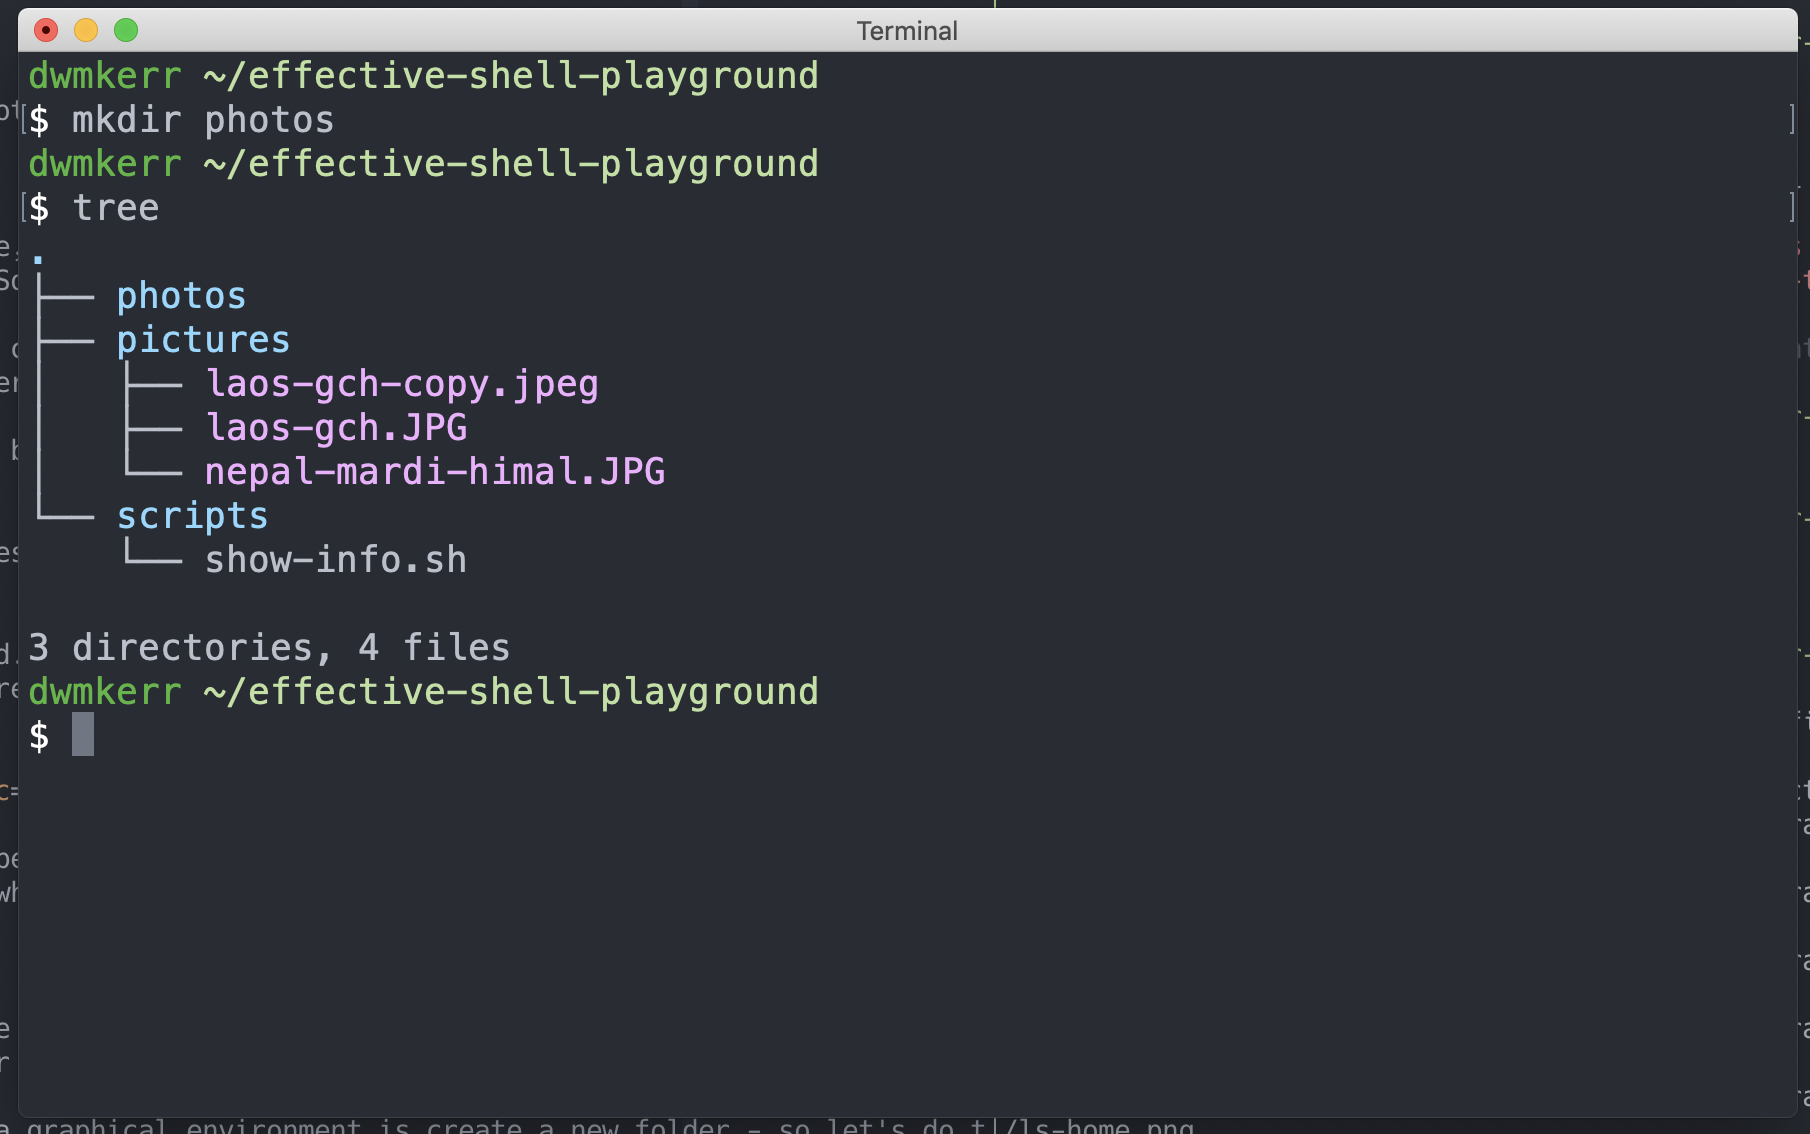 Terminal
dwmkerr ~/effective-shell-playground
$ mkdir photos
dwmkerr ~/effective-shell-playground
$ tree
.
├── photos
├── pictures
│   ├── laos-gch-copy.jpeg
│   ├── laos-gch.JPG
│   └── nepal-mardi-himal.JPG
└── scripts
    └── show-info.sh
3 directories, 4 files
dwmkerr ~/effective-shell-playground
$
a graphical environment is create a new folder - so let's do t /ls-home.png